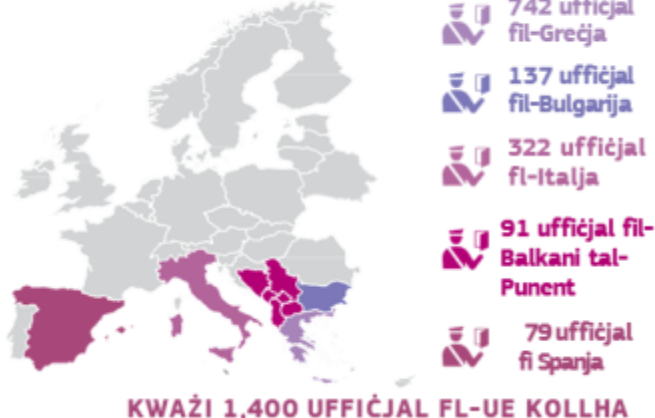 742 uffiċjal
fil-Greċja
137 uffiċjal
fil-Bulgarija
322 uffiċjal
fl-Italja
91 uffiċjal fil-
Balkani tal-
Punent
79 uffiċjal
fi Spanja
KWAŻI 1,400 UFFIĊJAL FL-UE KOLLHA